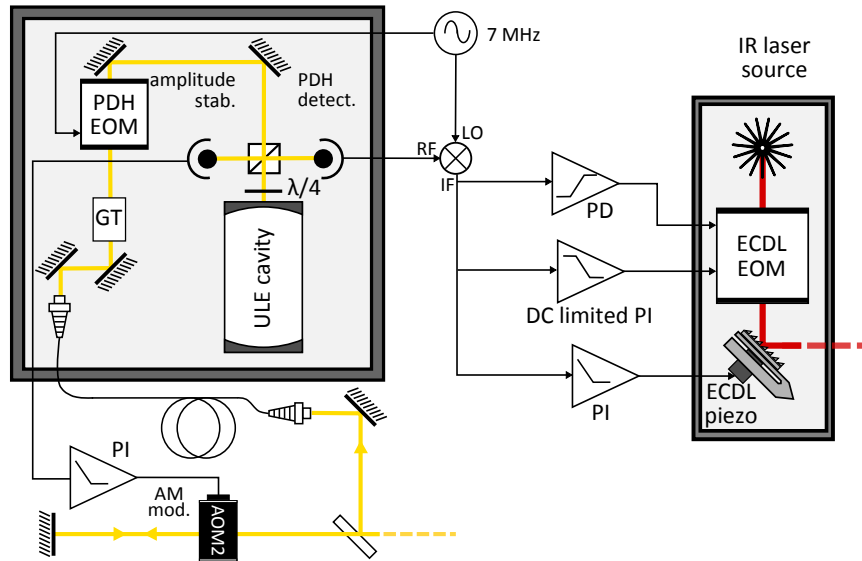 7 MHz
IR laser
source
amplitude
stab.
PDH
detect.
PDH
EOM
LO
RF
IF
λ/4
GT
ULE cavity
PD
ECDL
EOM
DC limited PI
PI
ECDL
piezo
PI
AM
mod.
AOM2